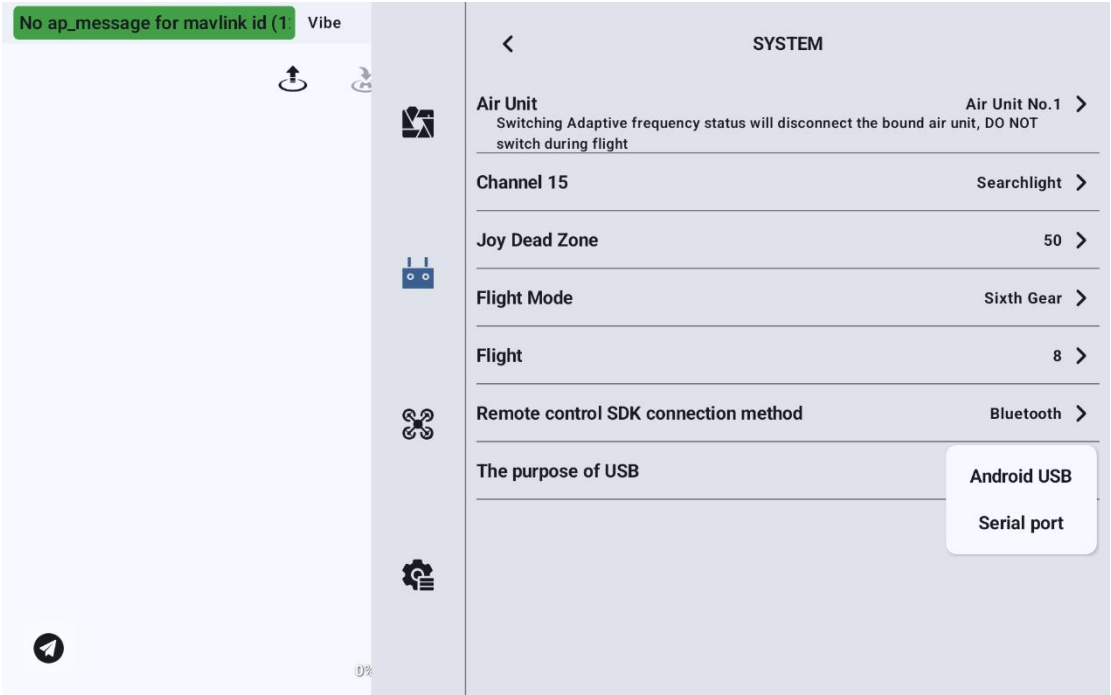 No ap_message for mavlink id (1
Vibe
SYSTEM
Air Unit
Air Unit No.1
Switching Adaptive frequency status will disconnect the bound air unit, DO NOT
switch during flight
Channel 15
Searchlight
Joy Dead Zone
50
Flight Mode
Sixth Gear
Flight
8
Remote control SDK connection method
Bluetooth
The purpose of USB
Android USB
Serial port
0%